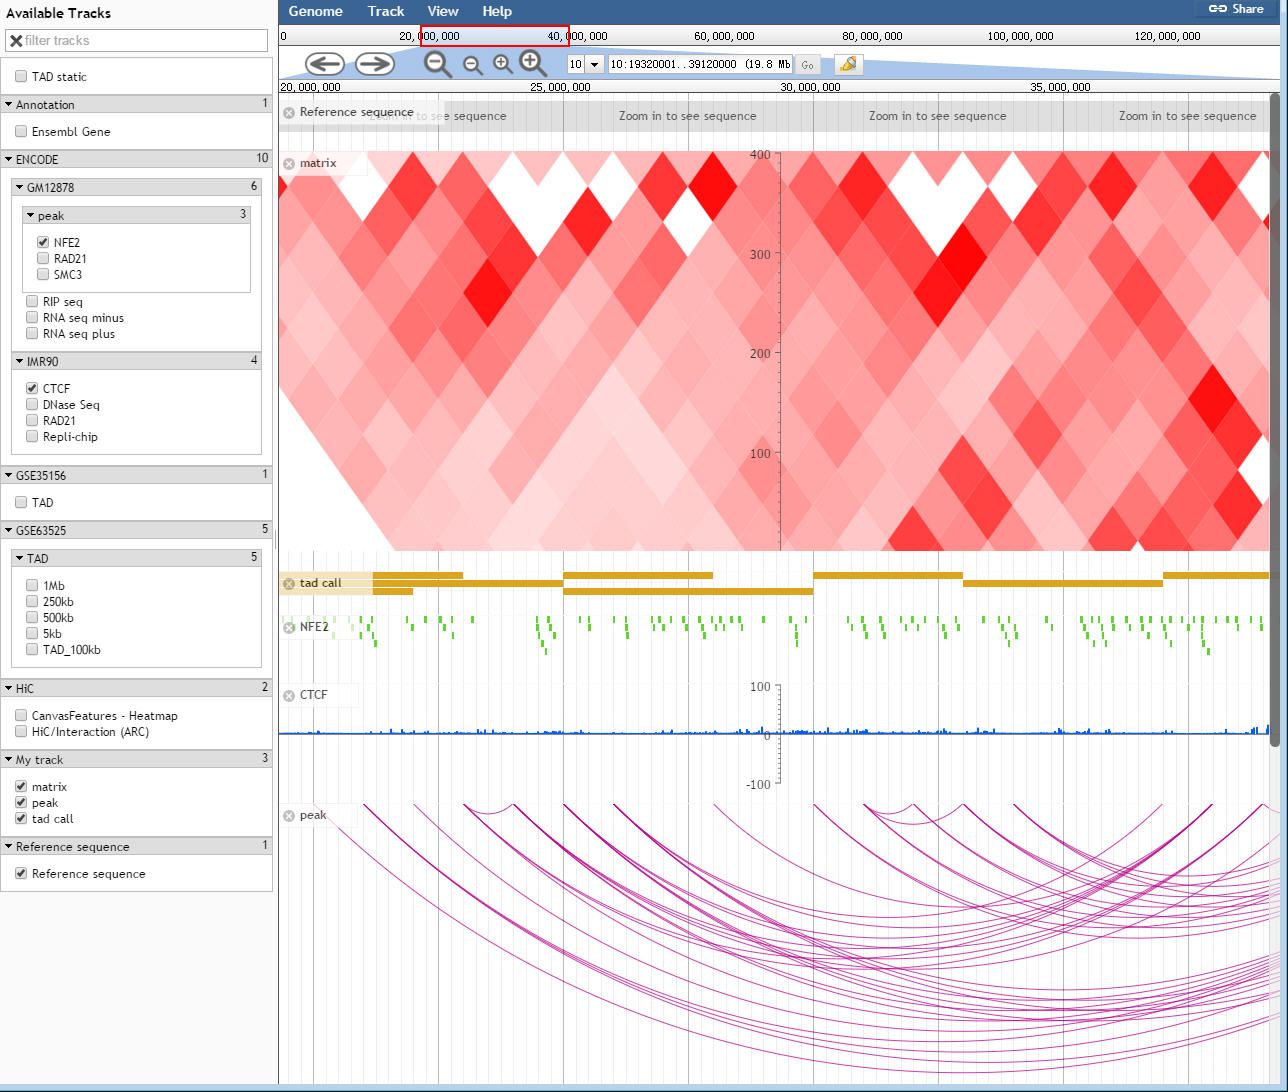 Available Tracks
filter tracks
TAD static
Annotation 1
Ensembl Gene
ENCODE 10
GM12878 6
peak 3
NFE2
RAD21
SMC3
RIP seq
RNA seq minus
RNA seq plus
IMR90 4
CTCF
DNase Seq
RAD21
Repli-chip
GSE35156 1
TAD
GSE63525 5
TAD 5
1Mb
250kb
500kb
5kb
TAD_100kb
HiC 2
CanvasFeatures - Heatmap
HiC/Interaction (ARC)
My track 3
matrix
peak
tad call
Reference sequence 1
Reference sequence
Genome Track View Help Share
0 20,000,000 40,000,000 60,000,000 80,000,000 100,000,000 120,000,000
10 10:19320001..39120000 (19.8 Mb Go
20,000,000 25,000,000 30,000,000 35,000,000
Reference sequence
Zoom in to see sequence Zoom in to see sequence Zoom in to see sequence Zoom in to see sequence
matrix
400
300
200
100
tad call
NFE2
CTCF
100
0
-100
peak